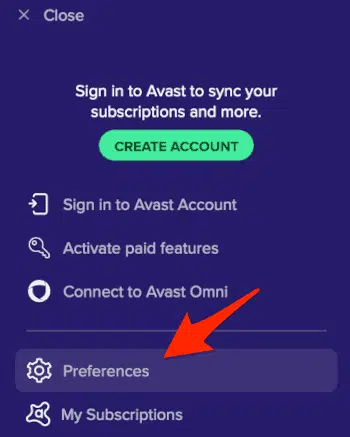 Close
Sign in to Avast to sync your
subscriptions and more.
CREATE ACCOUNT
Sign in to Avast Account
Activate paid features
Connect to Avast Omni
Preferences
My Subscriptions